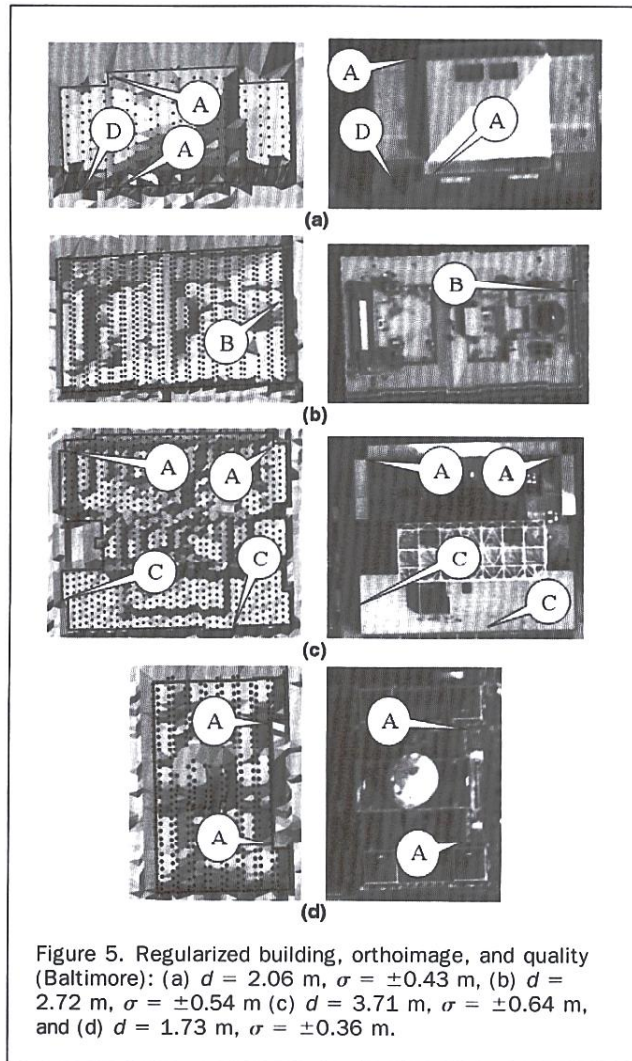 A
D
A
A
D
A
(a)
B
B
(b)
A
A
C
C
A
A
C
C
(c)
A
A
A
A
(d)
Figure 5. Regularized building, orthoimage, and quality
(Baltimore): (a) d = 2.06 m, σ = ±0.43 m, (b) d =
2.72 m, σ = ±0.54 m (c) d = 3.71 m, σ = ±0.64 m,
and (d) d = 1.73 m, σ = ±0.36 m.